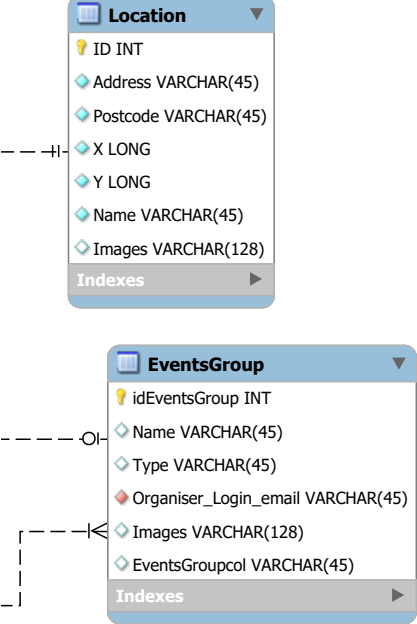 Location
ID INT
Address VARCHAR(45)
Postcode VARCHAR(45)
X LONG
Y LONG
Name VARCHAR(45)
Images VARCHAR(128)
Indexes
EventsGroup
idEventsGroup INT
Name VARCHAR(45)
Type VARCHAR(45)
Organiser_Login_email VARCHAR(45)
Images VARCHAR(128)
EventsGroupcol VARCHAR(45)
Indexes